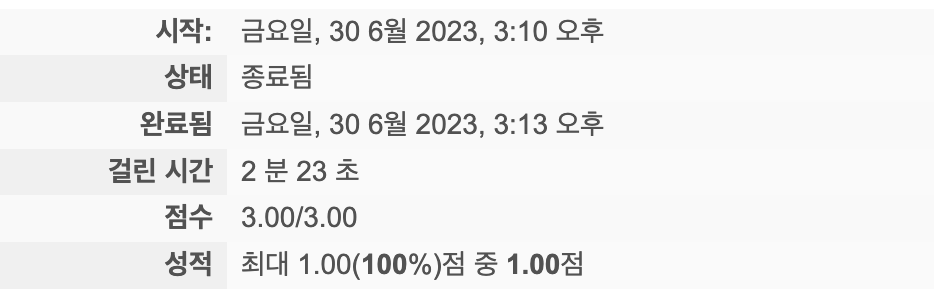 시작: 금요일, 30 6월 2023, 3:10 오후
상태 종료됨
완료됨 금요일, 30 6월 2023, 3:13 오후
걸린 시간 2 분 23 초
점수 3.00/3.00
성적 최대 1.00(100%)점 중 1.00점